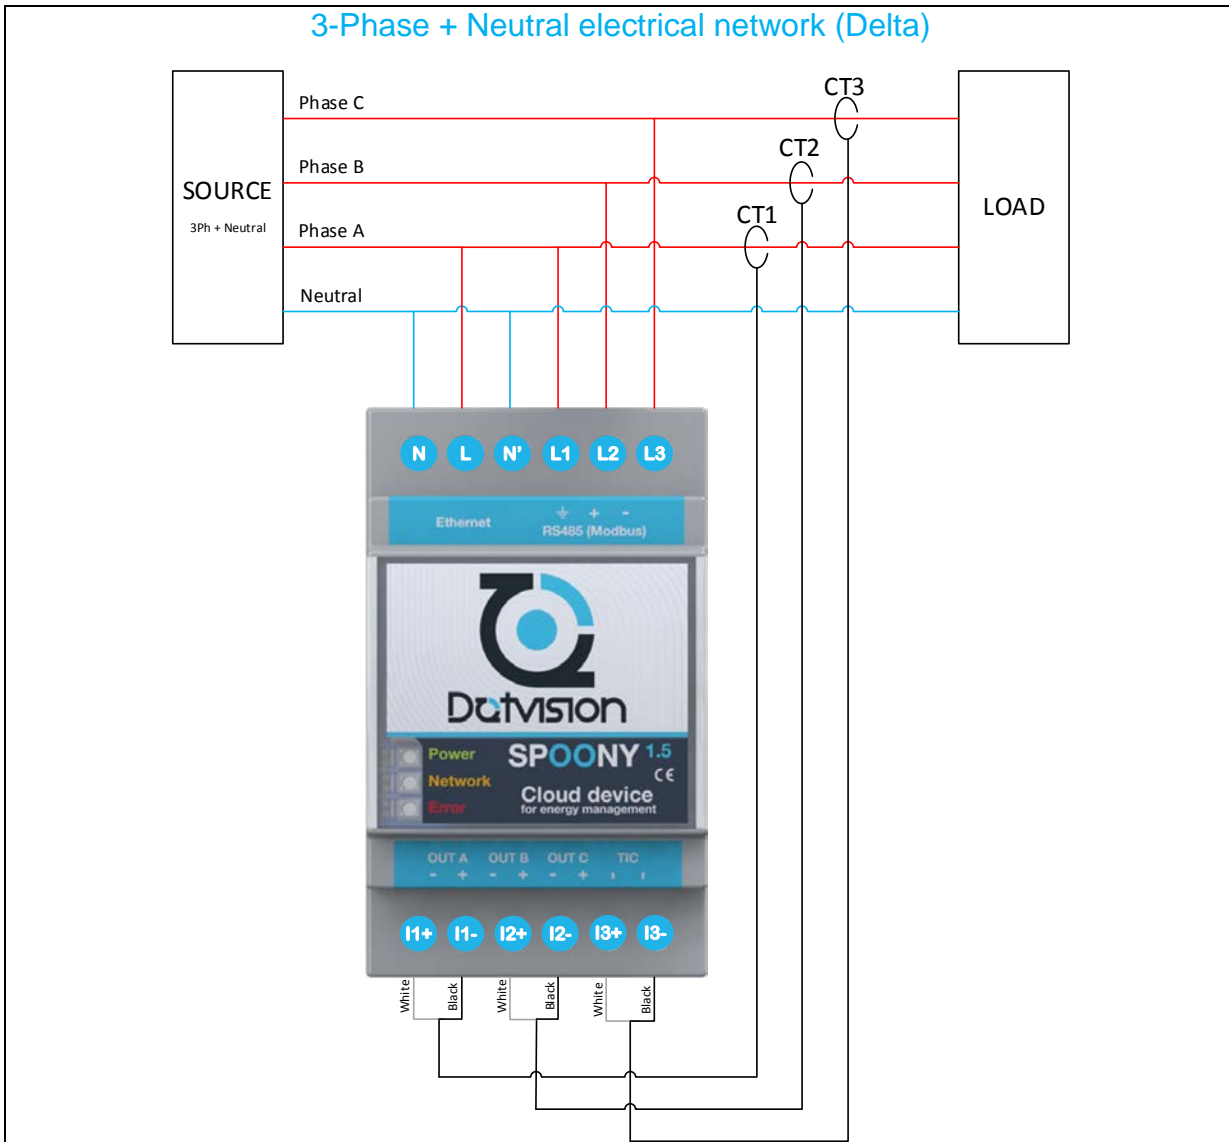 3-Phase + Neutral electrical network (Delta)
SOURCE
3Ph + Neutral
Phase C
Phase B
Phase A
Neutral
CT3
CT2
CT1
LOAD
N L N' L1 L2 L3
Ethernet
+ -
RS485 (Modbus)
Datvision
Power
Network
Error
SPOONY 1.5
CE
Cloud device
for energy management
OUT A OUT B OUT C TIC
- + - + - + I I
I1+ I1- I2+ I2- I3+ I3-
White Black White Black White Black